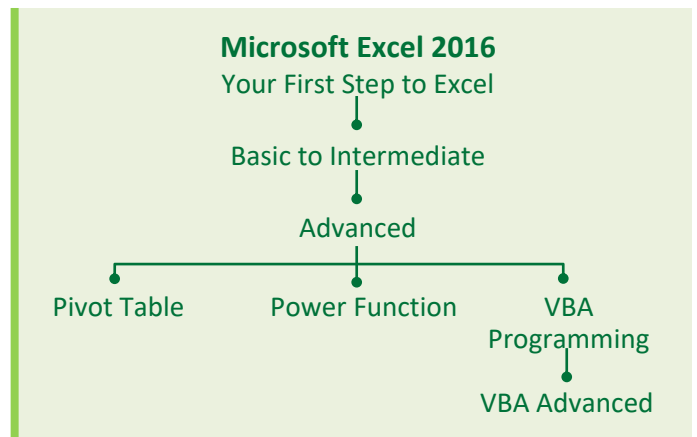 Microsoft Excel 2016
Your First Step to Excel
Basic to Intermediate
Advanced
Pivot Table
Power Function
VBA
Programming
VBA Advanced